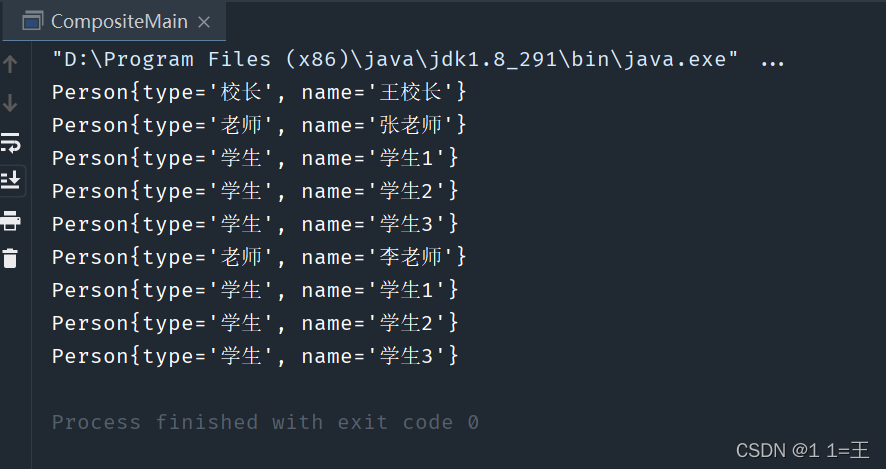 CompositeMain
"D:\Program Files (x86)\java\jdk1.8_291\bin\java.exe" ...
Person{type='校长', name='王校长'}
Person{type='老师', name='张老师'}
Person{type='学生', name='学生1'}
Person{type='学生', name='学生2'}
Person{type='学生', name='学生3'}
Person{type='老师', name='李老师'}
Person{type='学生', name='学生1'}
Person{type='学生', name='学生2'}
Person{type='学生', name='学生3'}
Process finished with exit code 0
CSDN @1 1=王